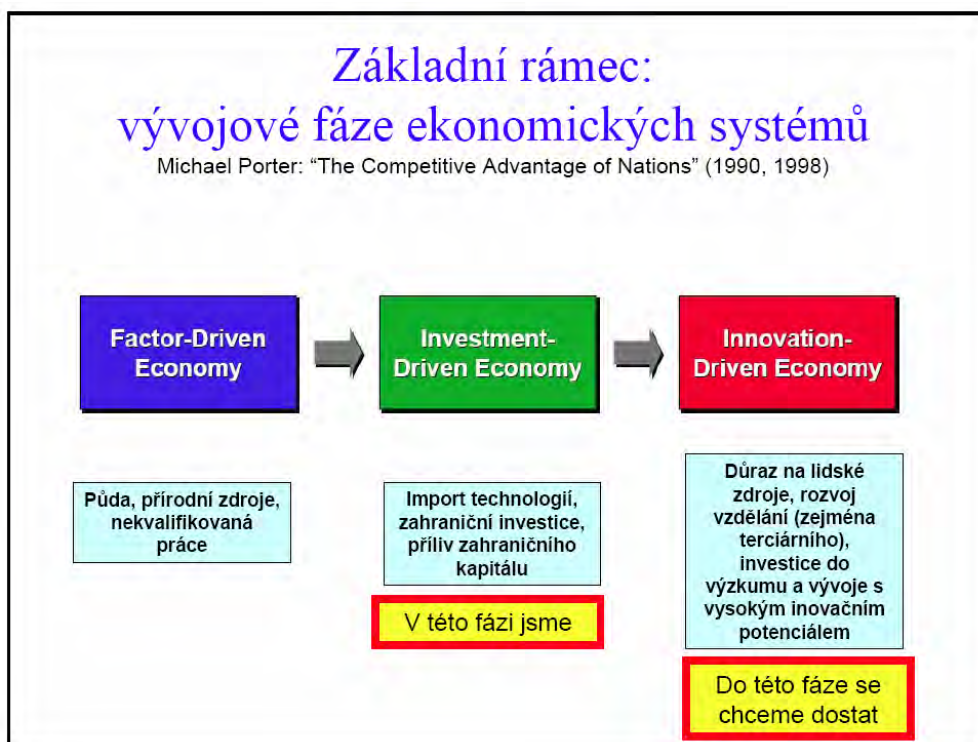 Základní rámec:
vývojové fáze ekonomických systémů
Michael Porter: “The Competitive Advantage of Nations” (1990, 1998)
Factor-Driven
Economy
Investment-
Driven Economy
Innovation-
Driven Economy
Půda, přírodní zdroje,
nekvalifikovaná
práce
Import technologií,
zahraniční investice,
příliv zahraničního
kapitálu
V této fázi jsme
Důraz na lidské
zdroje, rozvoj
vzdělání (zejména
terciárního),
investice do
výzkumu a vývoje s
vysokým inovačním
potenciálem
Do této fáze se
chceme dostat